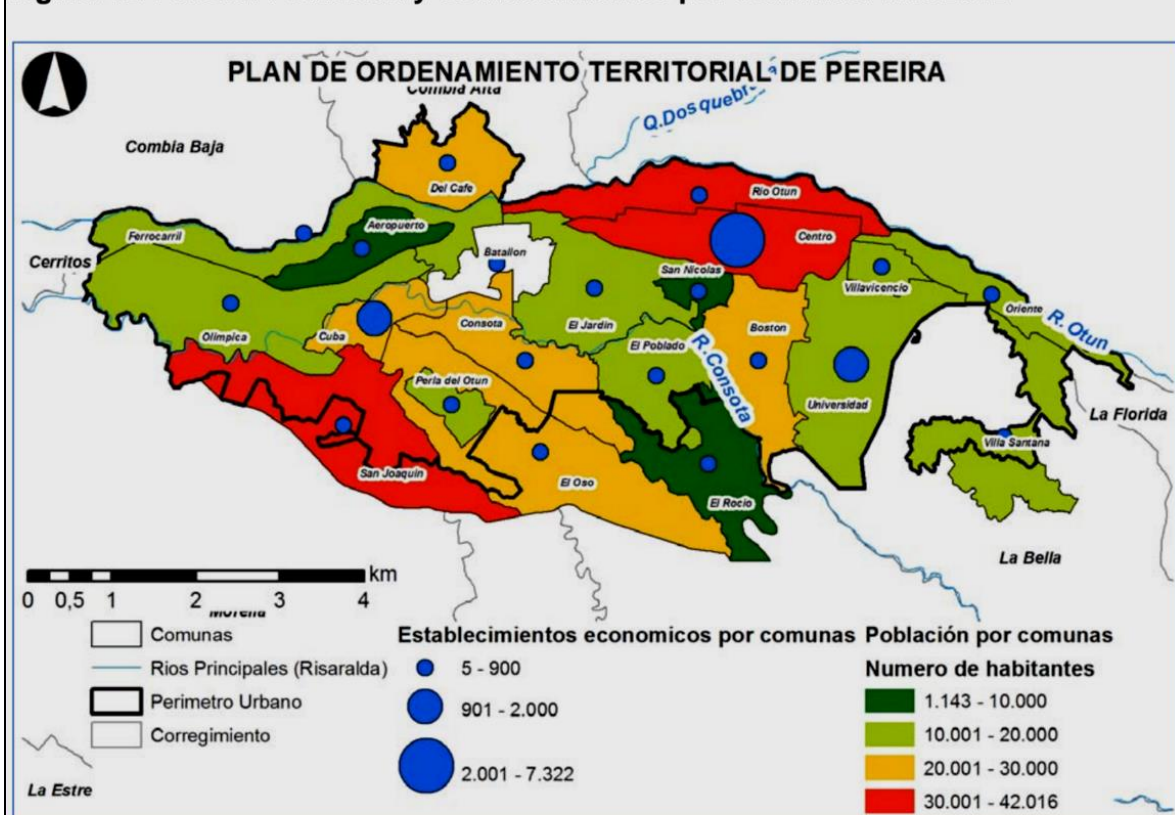 PLAN DE ORDENAMIENTO TERRITORIAL DE PEREIRA
Combia Alta
Q.Dosquebr
Combia Baja
Del Cafe
Rio Otun
Ferrocarril
Aeropuerto
Centro
Cerritos
Batallon
San Nicolas
Villavicencio
Oriente
R. Otun
Olimpica
Cuba
Consota
El Jardin
El Poblado
Boston
R.Consota
Perla del Otun
Universidad
La Florida
Villa Santana
San Joaquin
El Oso
El Rocio
La Bella
km
0 0,5 1 2 3 4
Morelia
Comunas
Rios Principales (Risaralda)
Perimetro Urbano
Corregimiento
La Estre
Establecimientos economicos por comunas
5 - 900
901 - 2.000
2.001 - 7.322
Población por comunas
Numero de habitantes
1.143 - 10.000
10.001 - 20.000
20.001 - 30.000
30.001 - 42.016